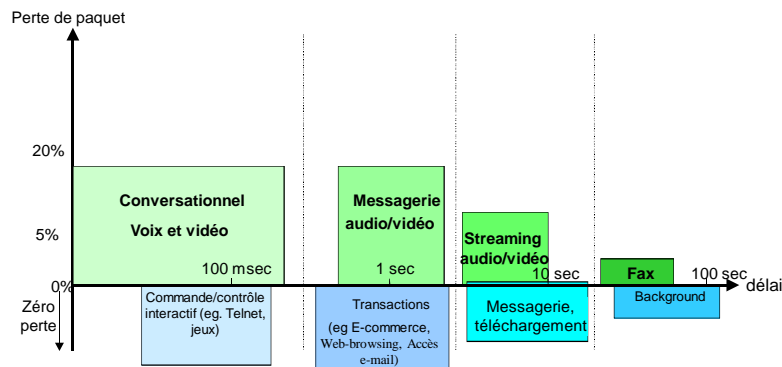 Perte de paquet
20%
Conversationnel
Voix et vidéo
Messagerie
audio/vidéo
5%
Streaming
audio/vidéo
Fax
100 msec
1 sec
10 sec
100 sec
0%
délai
Zéro
perte
Commande/contrôle
interactif (eg. Telnet,
jeux)
Transactions
(eg E-commerce,
Web-browsing, Accès
e-mail)
Messagerie,
téléchargement
Background